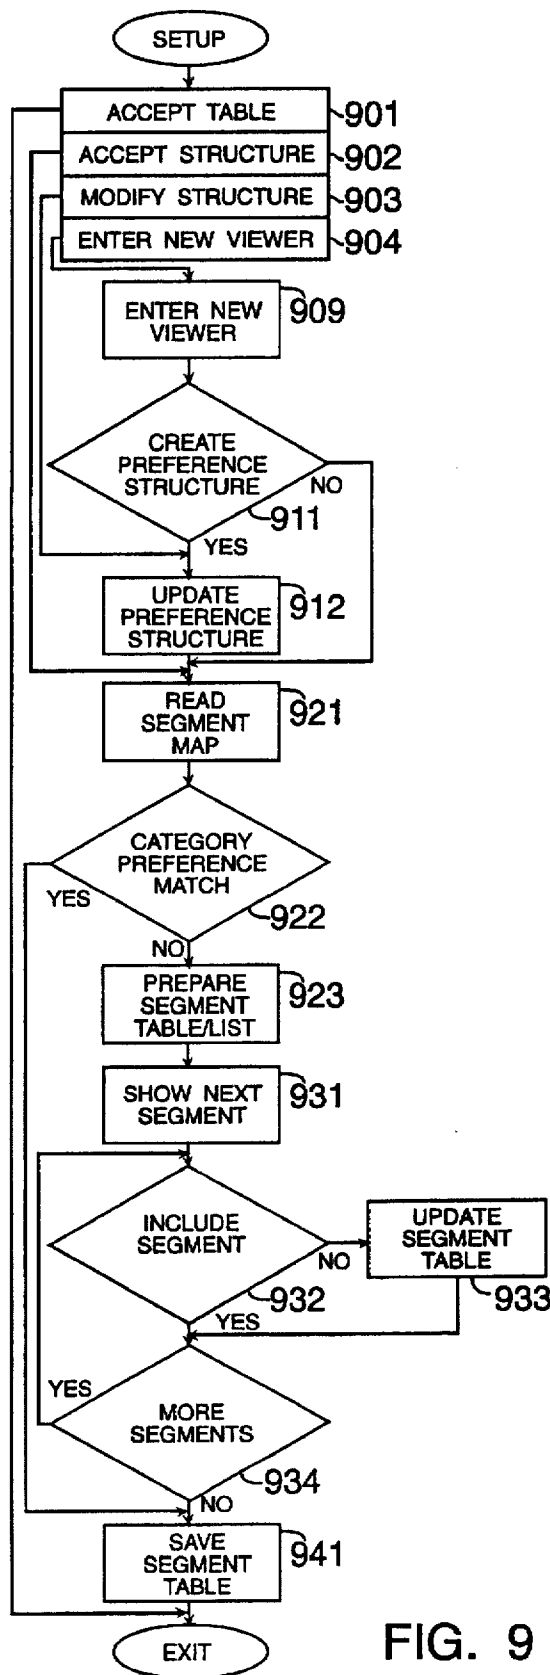 SETUP
ACCEPT TABLE 901
ACCEPT STRUCTURE 902
MODIFY STRUCTURE 903
ENTER NEW VIEWER 904
ENTER NEW
VIEWER
909
CREATE
PREFERENCE
STRUCTURE
NO
911
YES
UPDATE
PREFERENCE
STRUCTURE
912
READ
SEGMENT
MAP
921
CATEGORY
PREFERENCE
MATCH
YES
922
NO
PREPARE
SEGMENT
TABLE/LIST
923
SHOW NEXT
SEGMENT
931
INCLUDE
SEGMENT
NO
932
YES
UPDATE
SEGMENT
TABLE
933
YES
MORE
SEGMENTS
934
NO
SAVE
SEGMENT
TABLE
941
EXIT
FIG. 9